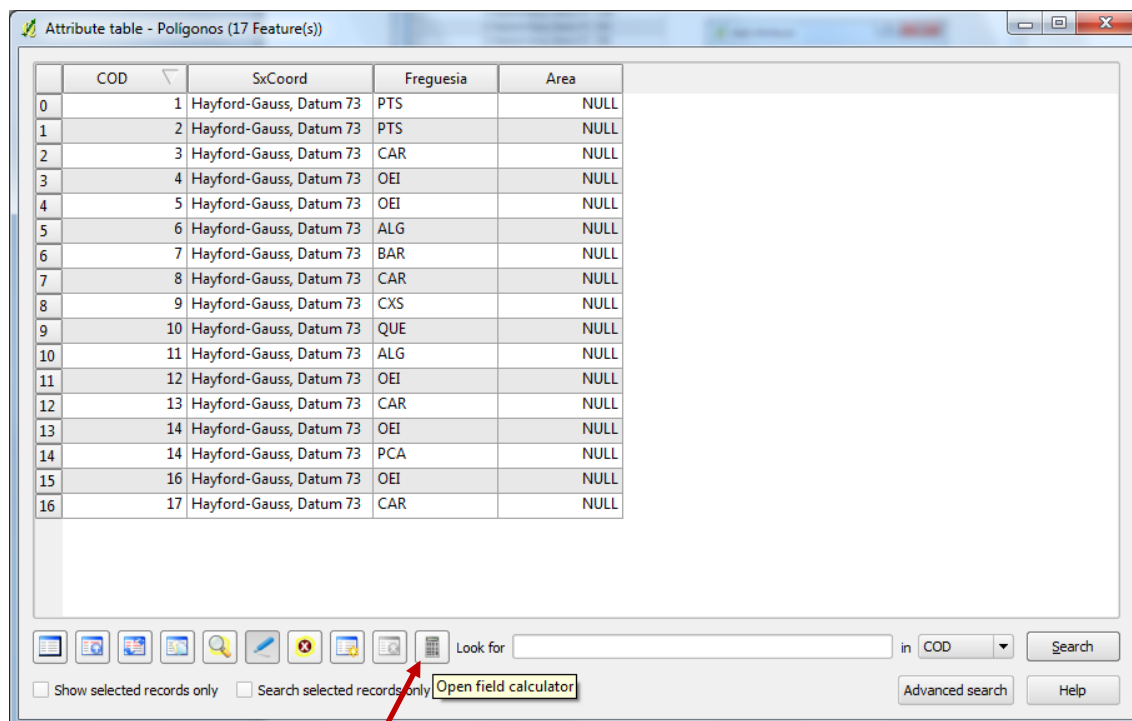 Attribute table - Polígonos (17 Feature(s))
COD SxCoord Freguesia Area
0 1 Hayford-Gauss, Datum 73 PTS NULL
1 2 Hayford-Gauss, Datum 73 PTS NULL
2 3 Hayford-Gauss, Datum 73 CAR NULL
3 4 Hayford-Gauss, Datum 73 OEI NULL
4 5 Hayford-Gauss, Datum 73 OEI NULL
5 6 Hayford-Gauss, Datum 73 ALG NULL
6 7 Hayford-Gauss, Datum 73 BAR NULL
7 8 Hayford-Gauss, Datum 73 CAR NULL
8 9 Hayford-Gauss, Datum 73 CXS NULL
9 10 Hayford-Gauss, Datum 73 QUE NULL
10 11 Hayford-Gauss, Datum 73 ALG NULL
11 12 Hayford-Gauss, Datum 73 OEI NULL
12 13 Hayford-Gauss, Datum 73 CAR NULL
13 14 Hayford-Gauss, Datum 73 OEI NULL
14 14 Hayford-Gauss, Datum 73 PCA NULL
15 16 Hayford-Gauss, Datum 73 OEI NULL
16 17 Hayford-Gauss, Datum 73 CAR NULL
Look for in COD Search
Show selected records only Search selected records only Open field calculator Advanced search Help